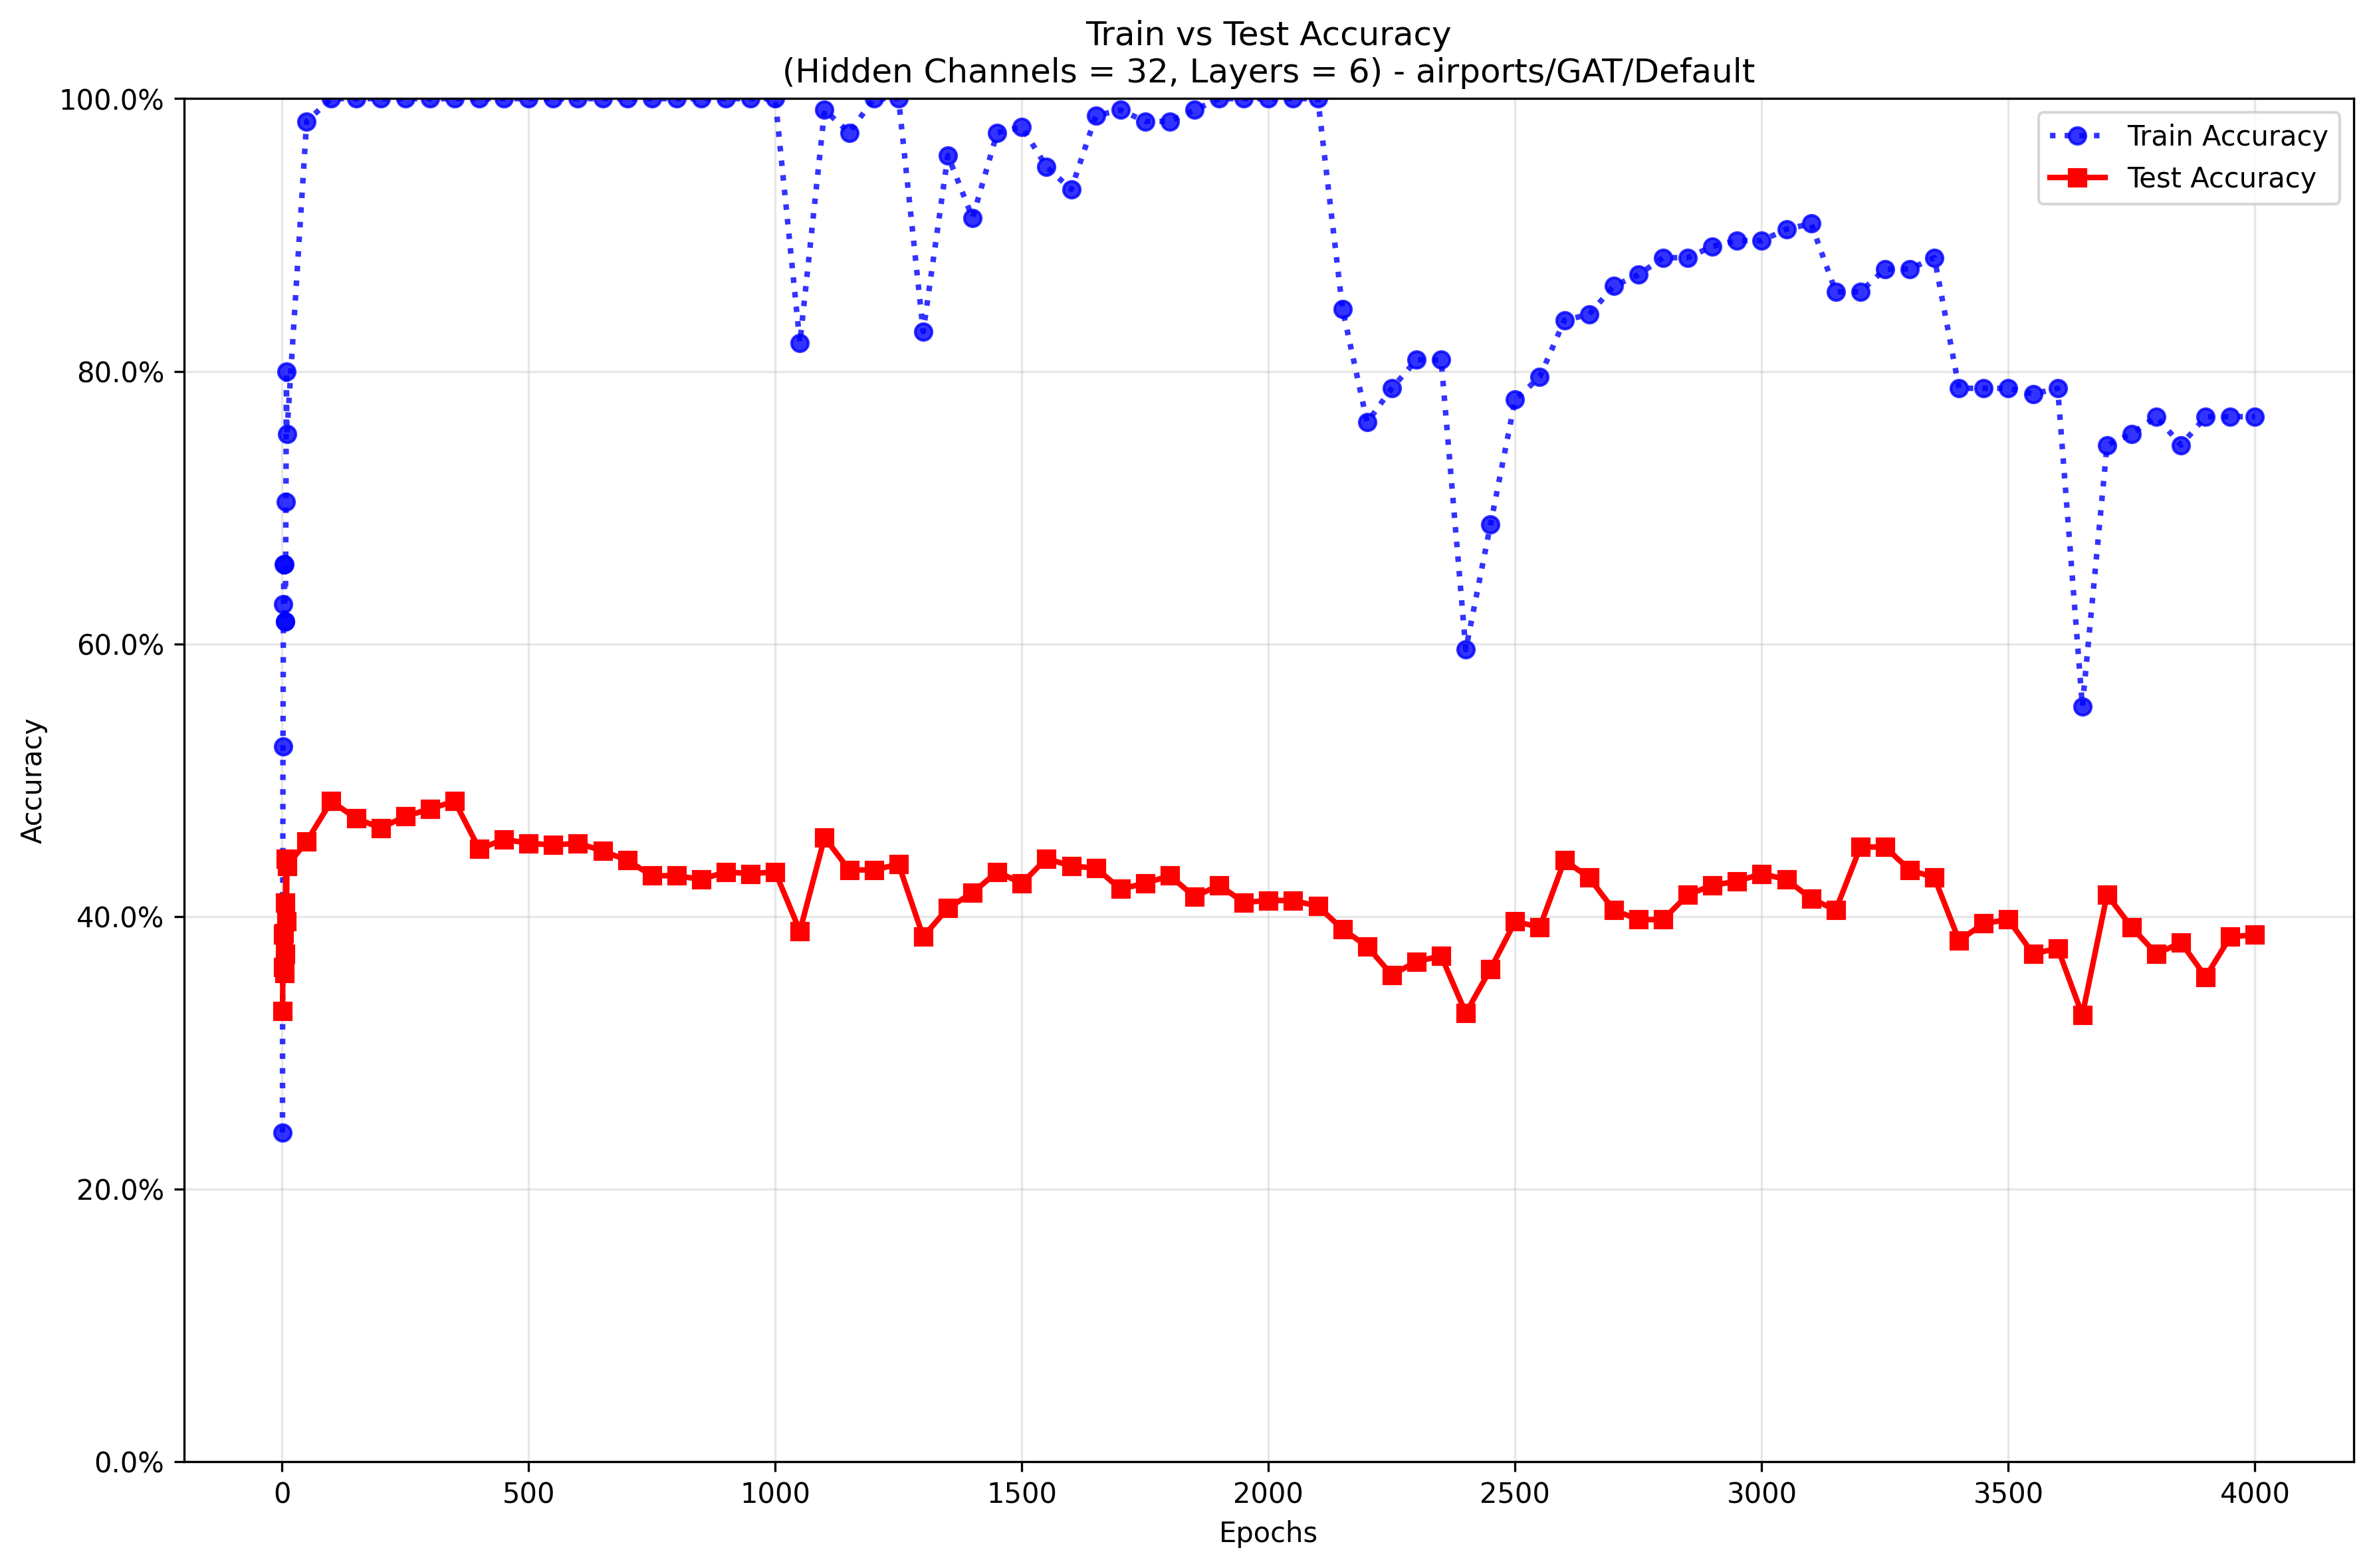 Train vs Test Accuracy
(Hidden Channels = 32, Layers = 6) - airports/GAT/Default
100.0%
80.0%
60.0%
40.0%
20.0%
0.0%
Accuracy
Train Accuracy
Test Accuracy
0
500
1000
1500
2000
2500
3000
3500
4000
Epochs